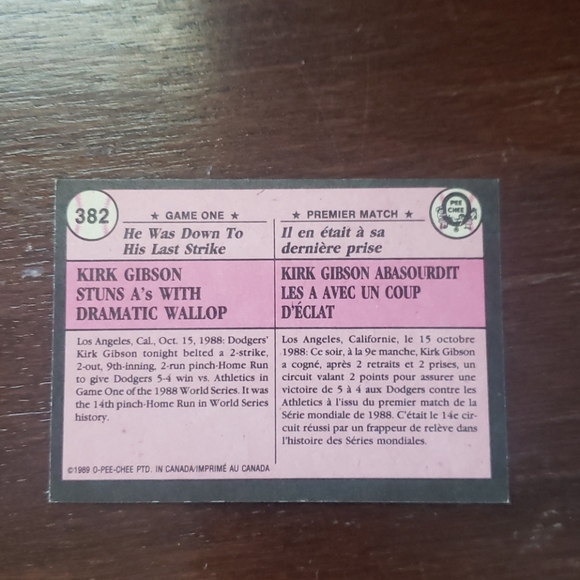 382
★ GAME ONE ★
He Was Down To
His Last Strike
KIRK GIBSON
STUNS A's WITH
DRAMATIC WALLOP
Los Angeles, Cal., Oct. 15, 1988: Dodgers'
Kirk Gibson tonight belted a 2-strike,
2-out, 9th-inning, 2-run pinch-Home Run
to give Dodgers 5-4 win vs. Athletics in
Game One of the 1988 World Series. It was
the 14th pinch-Home Run in World Series
history.
©1989 O-PEE-CHEE PTD. IN CANADA/IMPRIMÉ AU CANADA
★ PREMIER MATCH ★
Il en était à sa
dernière prise
KIRK GIBSON ABASOURDIT
LES A AVEC UN COUP
D'ÉCLAT
Los Angeles, Californie, le 15 octobre
1988: Ce soir, à la 9e manche, Kirk Gibson
a cogné, après 2 retraits et 2 prises, un
circuit valant 2 points pour assurer une
victoire de 5 à 4 aux Dodgers contre les
Athletics à l'issu du premier match de la
Série mondiale de 1988. C'était le 14e cir-
cuit réussi par un frappeur de relève dans
l'histoire des Séries mondiales.
O
PEE
CHEE